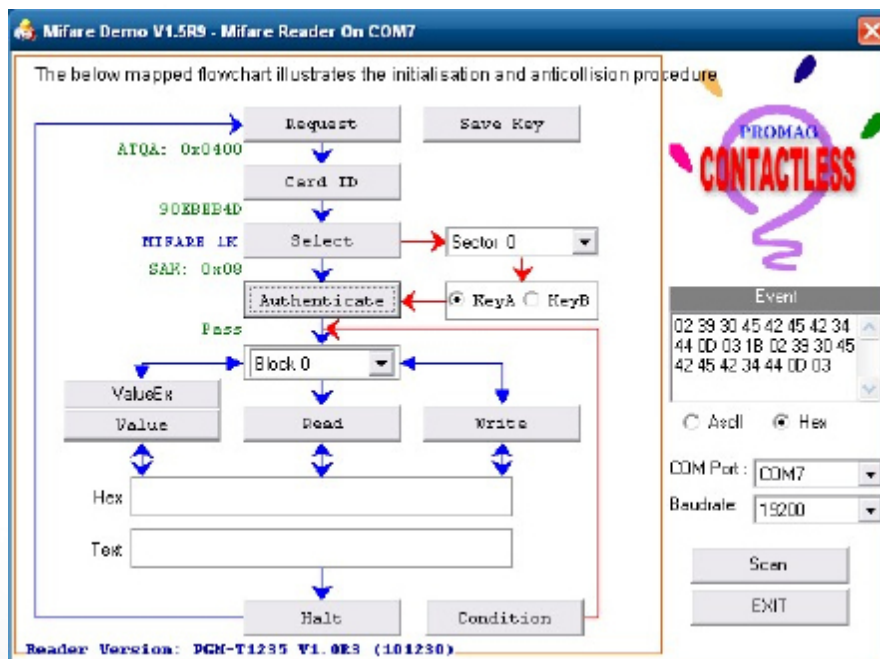 Mifare Demo V1.5R9 - Mifare Reader On COM7
The below mapped flowchart illustrates the initialisation and anticollision procedure
Request
Save Key
ATQA: 0x0400
Card ID
90EBEB4D
MIFARE 1K
Select
Sector 0
SAK: 0x08
Authenticate
KeyA
KeyB
Pass
Block 0
ValueEx
Value
Read
Write
Hex
Text
Halt
Condition
Reader Version: PGM-T1235 V1.0R3 (101230)
PROMAG
CONTACTLESS
Event
02 39 30 45 42 45 42 34
44 0D 03 1B 02 39 30 45
42 45 42 34 44 0D 03
Ascll
Hex
COM Port :
COM7
Baudrate:
19200
Scan
EXIT